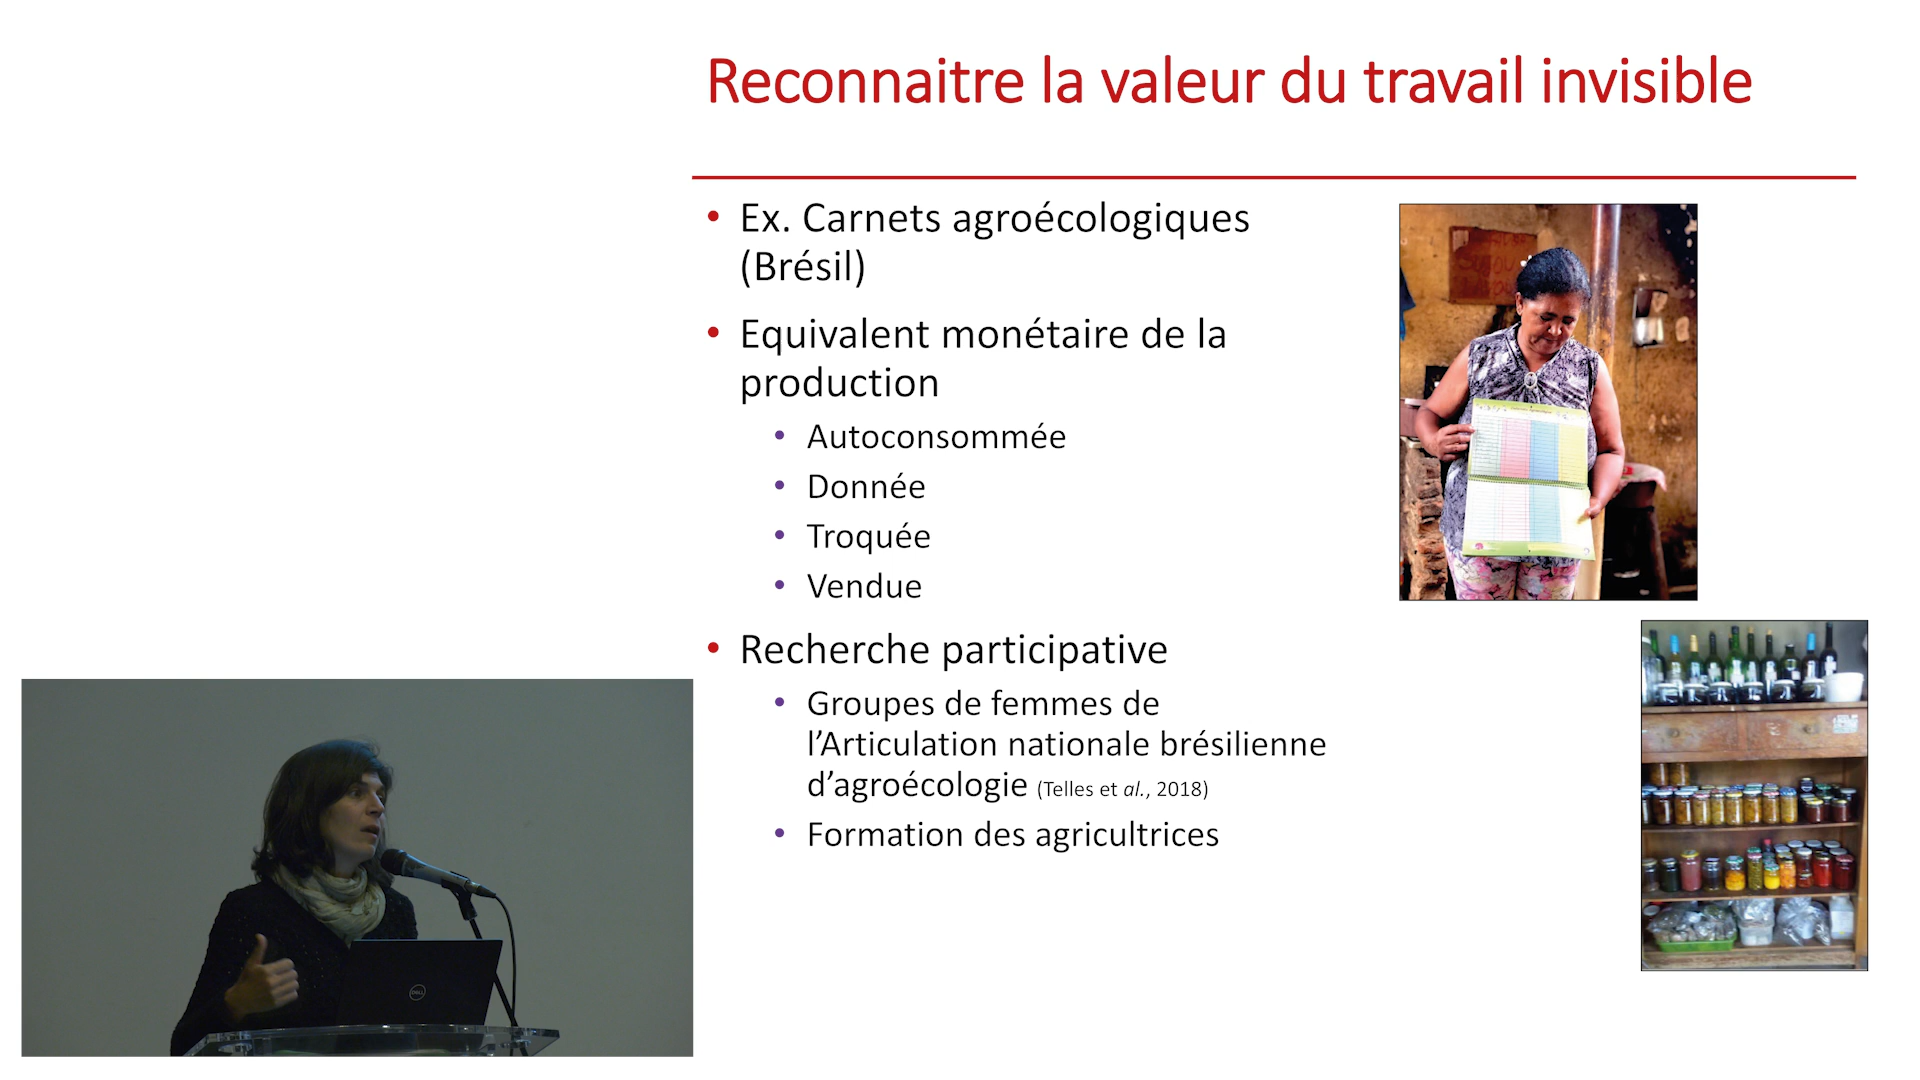 Reconnaitre la valeur du travail invisible
• Ex. Carnets agroécologiques
(Brésil)
• Equivalent monétaire de la
production
• Autoconsommée
• Donnée
• Troquée
• Vendue
• Recherche participative
• Groupes de femmes de
l’Articulation nationale brésilienne
d’agroécologie (Telles et al., 2018)
• Formation des agricultrices
DELL